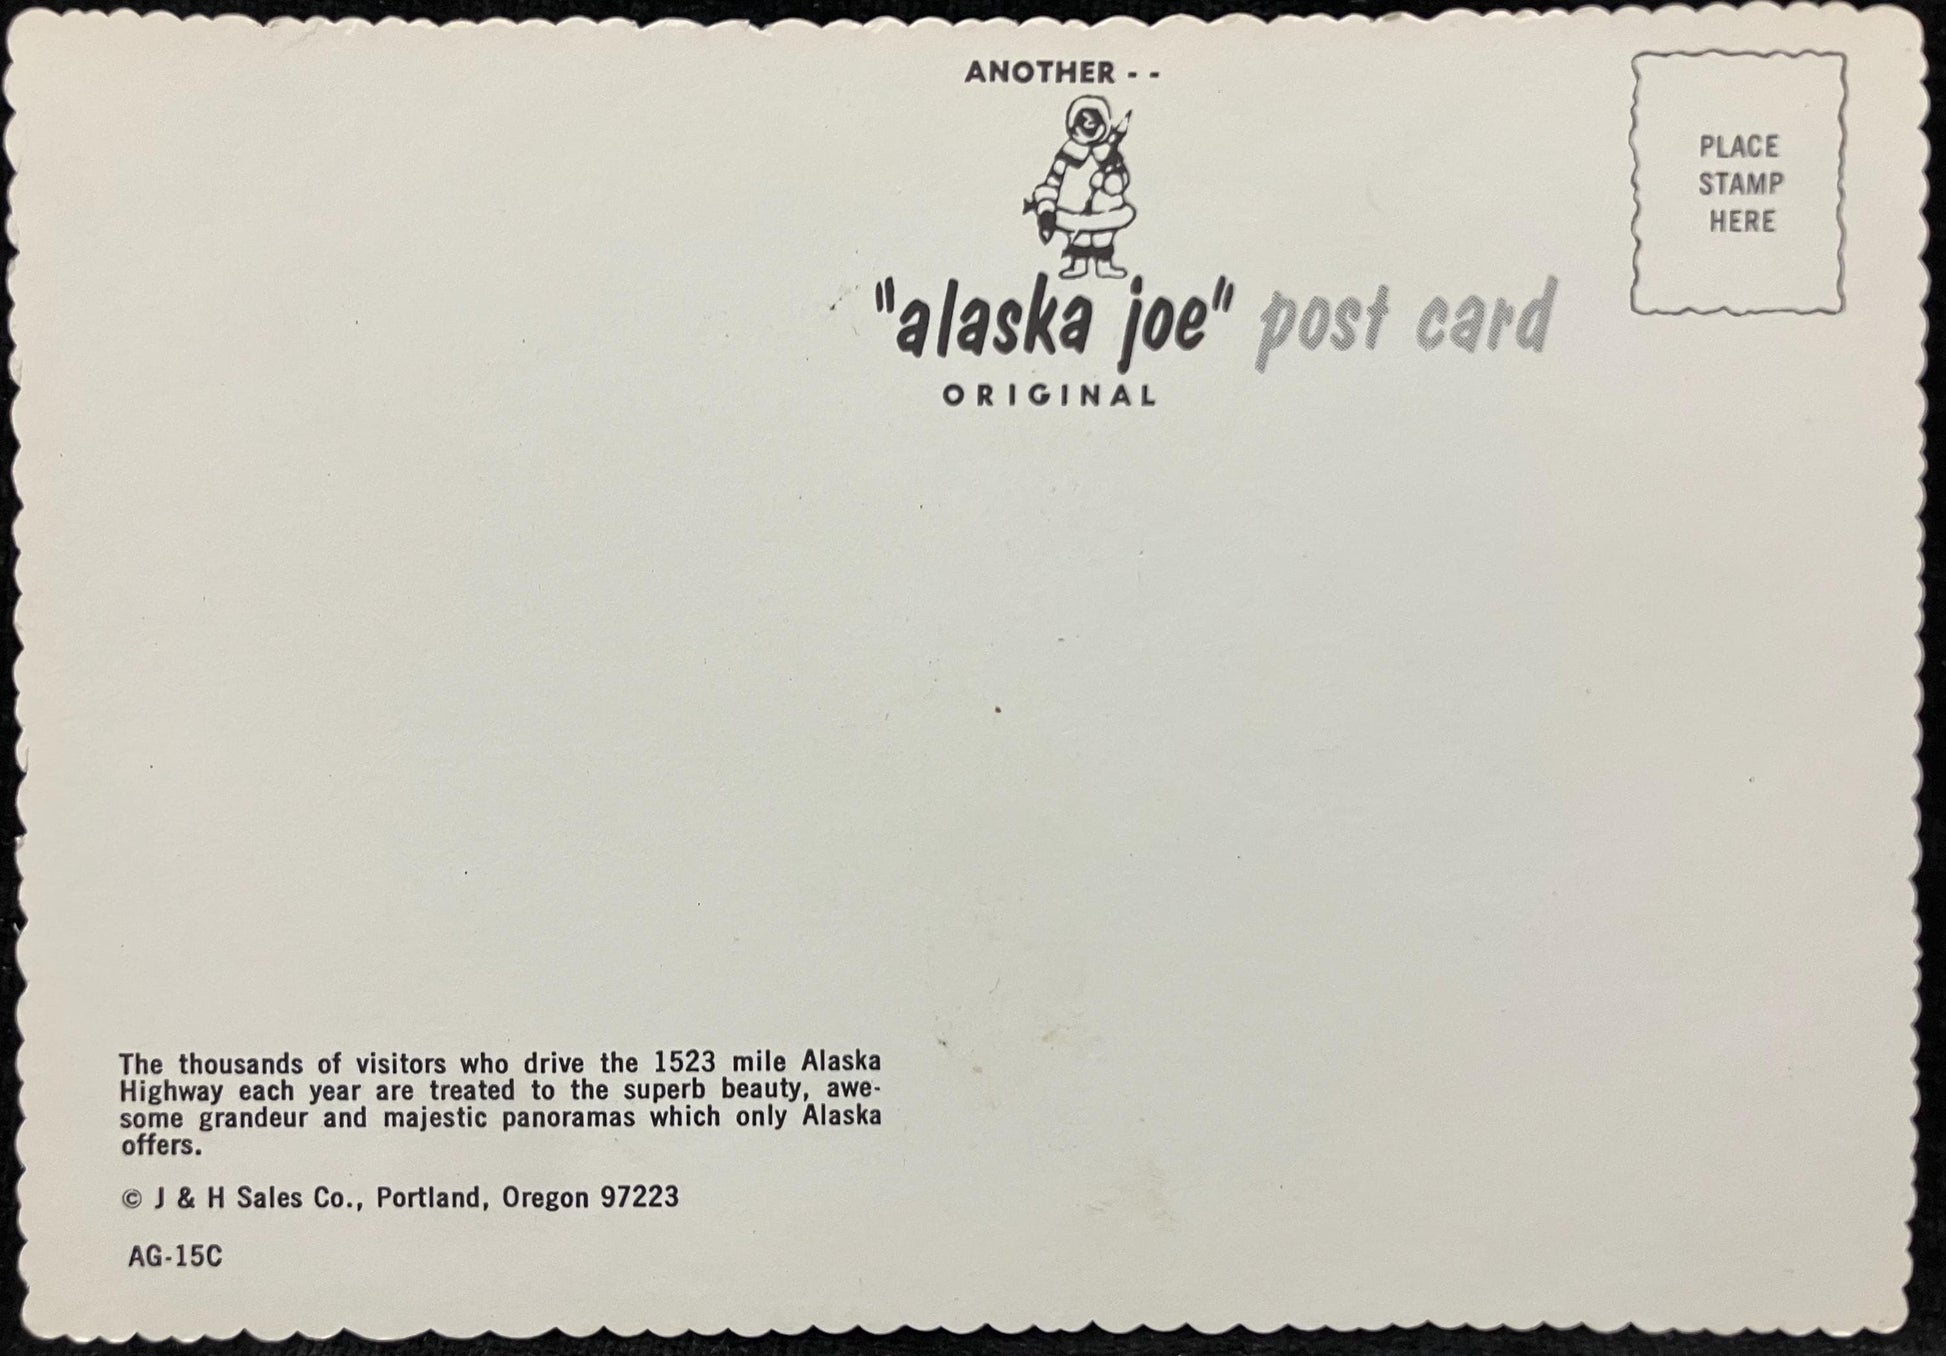 ANOTHER - -
"alaska joe" post card
ORIGINAL
PLACE
STAMP
HERE
The thousands of visitors who drive the 1523 mile Alaska
Highway each year are treated to the superb beauty, awe-
some grandeur and majestic panoramas which only Alaska
offers.
© J & H Sales Co., Portland, Oregon 97223
AG-15C